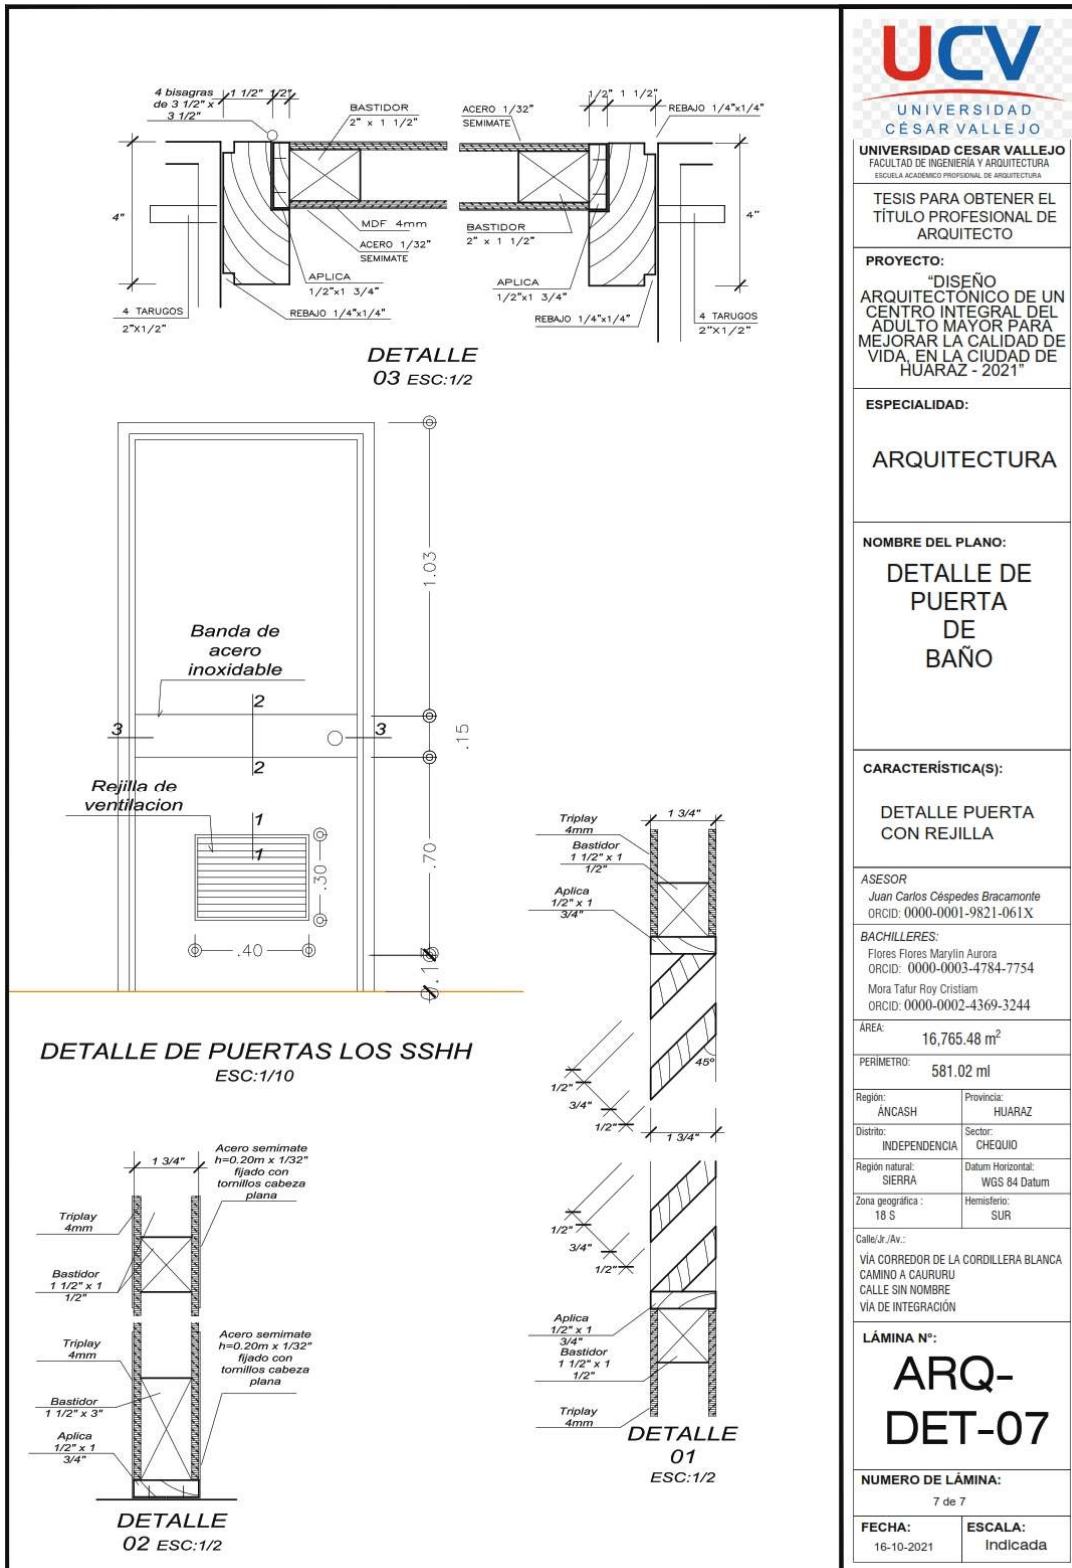 4 bisagras
de 3 1/2" x
3 1/2"
1 1/2" 1/2"
BASTIDOR
2" x 1 1/2"
ACERO 1/32"
SEMIMATE
1/2" 1 1/2"
REBAJO 1/4"x1/4"
4"
MDF 4mm
ACERO 1/32"
SEMIMATE
BASTIDOR
2" x 1 1/2"
4"
APLICA
1/2"x1 3/4"
APLICA
1/2"x1 3/4"
4 TARUGOS
2"X1/2"
REBAJO 1/4"x1/4"
REBAJO 1/4"x1/4"
4 TARUGOS
2"X1/2"
DETALLE
03 ESC:1/2
1.03
Banda de
acero
inoxidable
2
3
3
2
.15
Rejilla de
ventilacion
1
1
.70
.30
.40
DETALLE DE PUERTAS LOS SSHH
ESC:1/10
1 3/4"
Triplay
4mm
Bastidor
1 1/2" x 1
1/2"
Aplica
1/2" x 1
3/4"
45º
1/2"
3/4"
1/2"
1 3/4"
1/2"
3/4"
1/2"
Aplica
1/2" x 1
3/4"
Bastidor
1 1/2" x 1
1/2"
Triplay
4mm
DETALLE
01
ESC:1/2
1 3/4"
Acero semimate
h=0.20m x 1/32"
fijado con
tornillos cabeza
plana
Triplay
4mm
Bastidor
1 1/2" x 1
1/2"
Triplay
4mm
Acero semimate
h=0.20m x 1/32"
fijado con
tornillos cabeza
plana
Bastidor
1 1/2" x 3"
Aplica
1/2" x 1
3/4"
DETALLE
02 ESC:1/2
UCV
UNIVERSIDAD
CÉSAR VALLEJO
UNIVERSIDAD CESAR VALLEJO
FACULTAD DE INGENIERÍA Y ARQUITECTURA
ESCUELA ACADÉMICO PROFSIONAL DE ARQUITECTURA
TESIS PARA OBTENER EL
TÍTULO PROFESIONAL DE
ARQUITECTO
PROYECTO:
"DISEÑO
ARQUITECTÓNICO DE UN
CENTRO INTEGRAL DEL
ADULTO MAYOR PARA
MEJORAR LA CALIDAD DE
VIDA, EN LA CIUDAD DE
HUARAZ - 2021"
ESPECIALIDAD:
ARQUITECTURA
NOMBRE DEL PLANO:
DETALLE DE
PUERTA
DE
BAÑO
CARACTERÍSTICA(S):
DETALLE PUERTA
CON REJILLA
ASESOR
Juan Carlos Céspedes Bracamonte
ORCID: 0000-0001-9821-061X
BACHILLERES:
Flores Flores Marylin Aurora
ORCID: 0000-0003-4784-7754
Mora Tafur Roy Cristiam
ORCID: 0000-0002-4369-3244
ÁREA:
16,765.48 m²
PERÍMETRO:
581.02 ml
Región:
ÁNCASH
Provincia:
HUARAZ
Distrito:
INDEPENDENCIA
Sector:
CHEQUIO
Región natural:
SIERRA
Datum Horizontal:
WGS 84 Datum
Zona geográfica :
18 S
Hemisferio:
SUR
Calle/Jr./Av.:
VÍA CORREDOR DE LA CORDILLERA BLANCA
CAMINO A CAURURU
CALLE SIN NOMBRE
VÍA DE INTEGRACIÓN
LÁMINA Nº:
ARQ-
DET-07
NUMERO DE LÁMINA:
7 de 7
FECHA:
16-10-2021
ESCALA:
Indicada